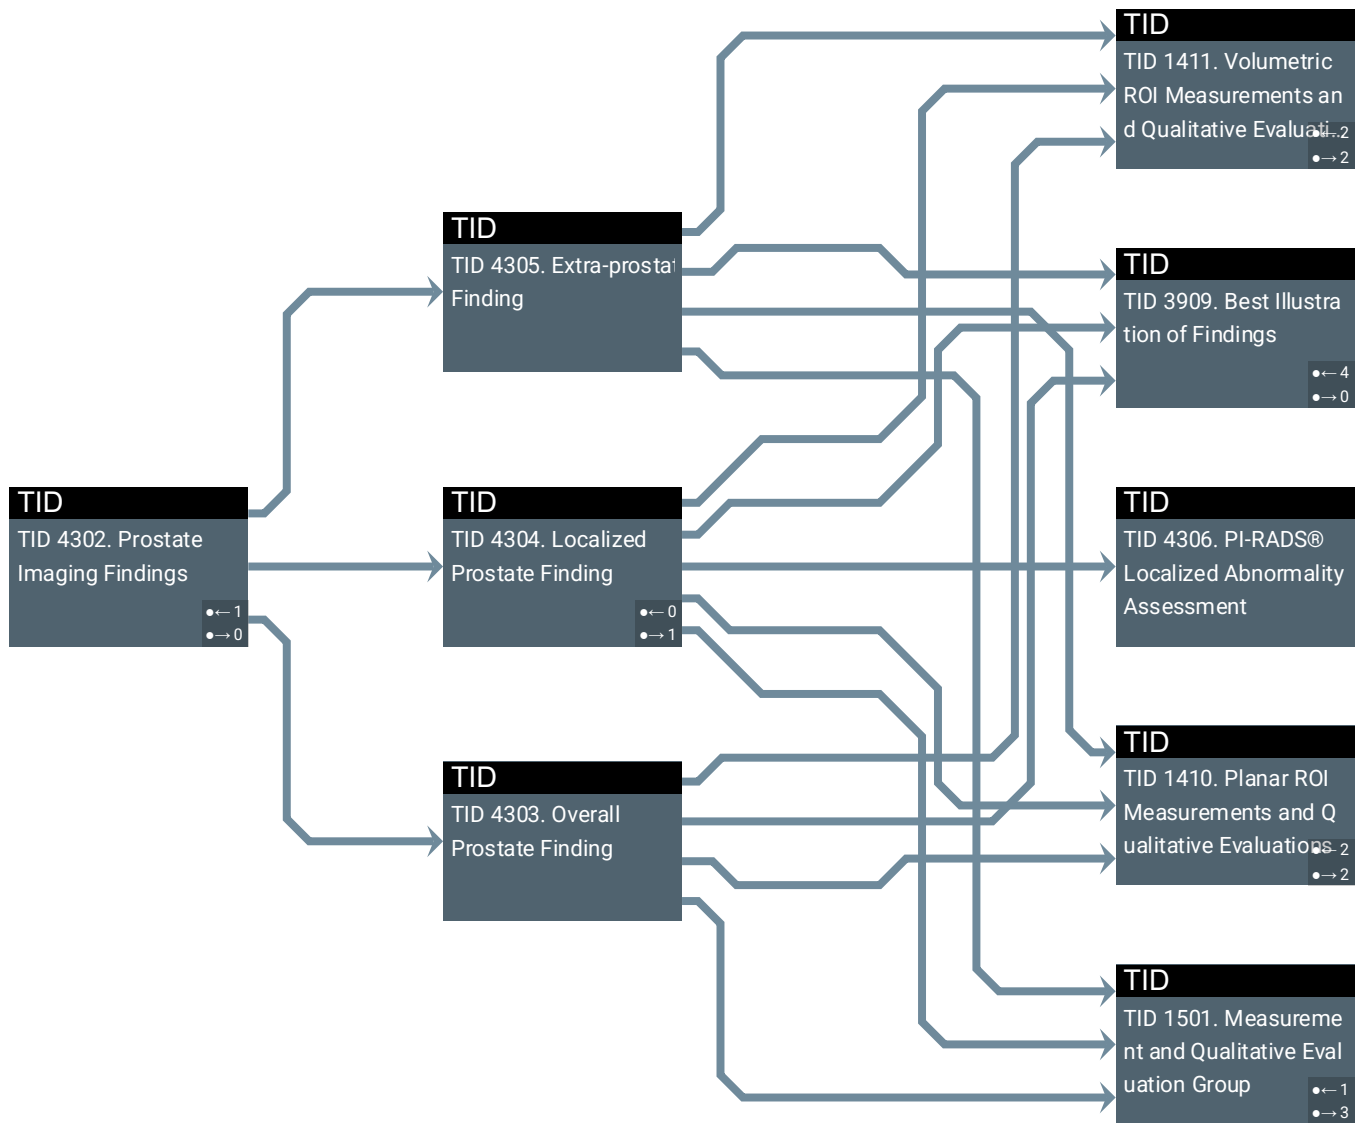 TID
TID 4302. Prostate
Imaging Findings
●← 1
●→ 0
TID
TID 4305. Extra-prostat
Finding
TID
TID 4304. Localized
Prostate Finding
●← 0
●→ 1
TID
TID 4303. Overall
Prostate Finding
TID
TID 1411. Volumetric
ROI Measurements an
d Qualitative Evaluati...
●← 2
●→ 2
TID
TID 3909. Best Illustra
tion of Findings
●← 4
●→ 0
TID
TID 4306. PI-RADS®
Localized Abnormality
Assessment
TID
TID 1410. Planar ROI
Measurements and Q
ualitative Evaluations
●← 2
●→ 2
TID
TID 1501. Measureme
nt and Qualitative Eval
uation Group
●← 1
●→ 3